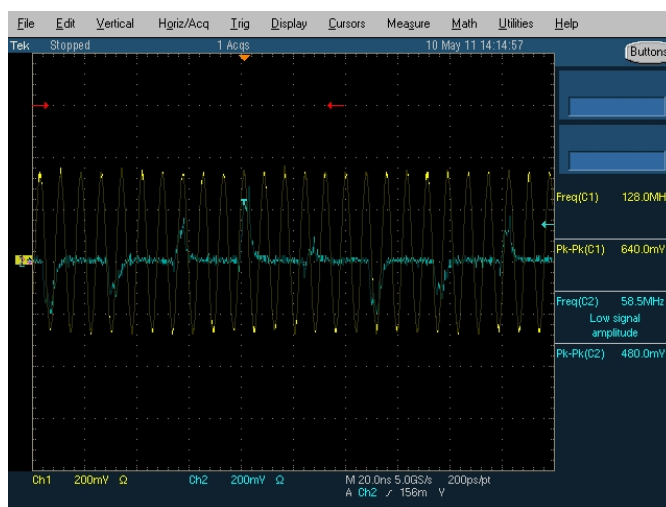 File Edit Vertical Horiz/Acq Trig Display Cursors Measure Math Utilities Help
Tek Stopped 1 Acqs 10 May 11 14:14:57
Buttons
Freq(C1) 128.0MH
Pk-Pk(C1) 640.0mV
Freq(C2) 58.5MHz
Low signal
amplitude
Pk-Pk(C2) 480.0mV
Ch1 200mV Ω Ch2 200mV Ω M 20.0ns 5.0GS/s 200ps/pt
A Ch2 ∕ 156m V